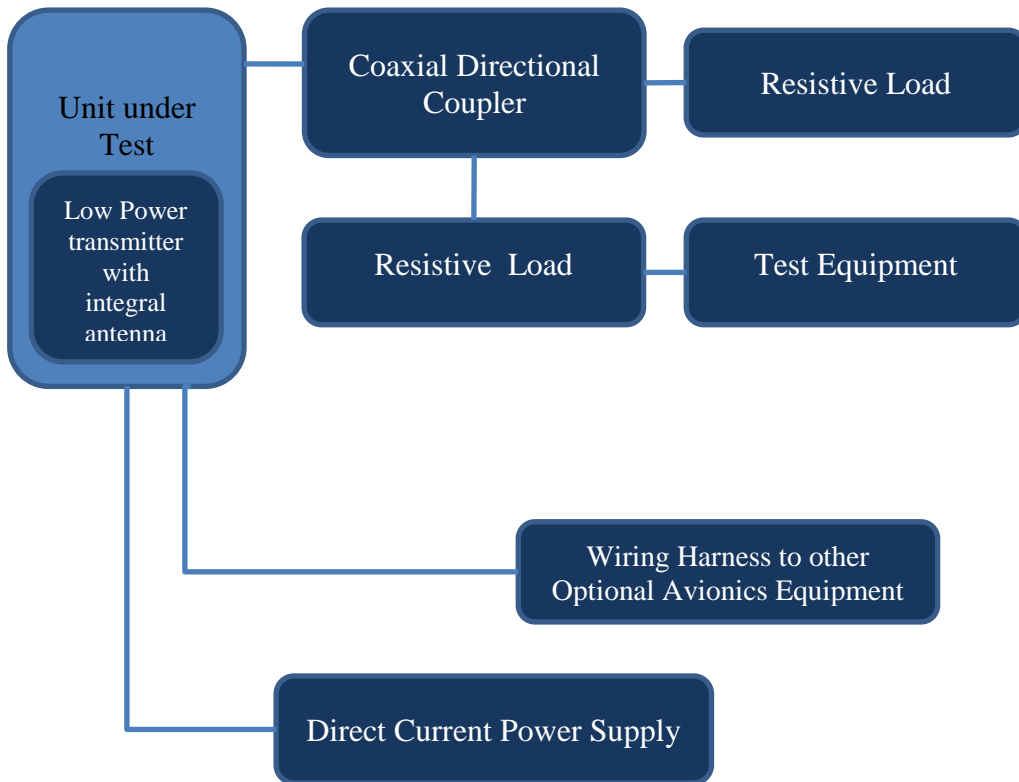 Unit under
Test
Low Power
transmitter
with
integral
antenna
Coaxial Directional
Coupler
Resistive Load
Resistive Load
Test Equipment
Wiring Harness to other
Optional Avionics Equipment
Direct Current Power Supply